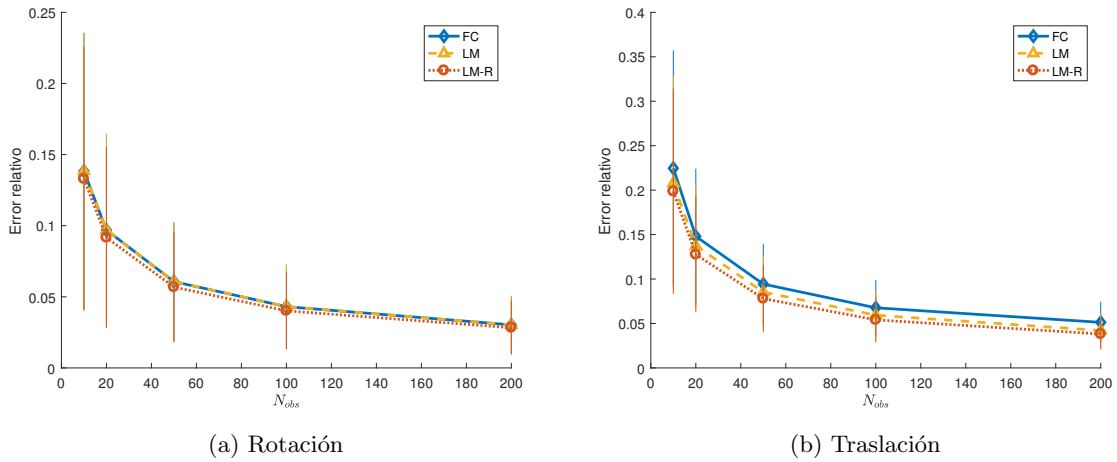 0.25
0.2
0.15
0.1
0.05
0
Error relativo
0 20 40 60 80 100 120 140 160 180 200
N_obs
FC
LM
LM-R
(a) Rotación
0.4
0.35
0.3
0.25
0.2
0.15
0.1
0.05
0
Error relativo
0 20 40 60 80 100 120 140 160 180 200
N_obs
FC
LM
LM-R
(b) Traslación